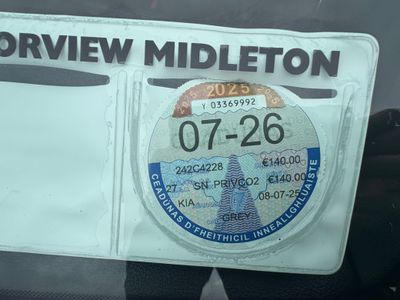 ORVIEW MIDLETON
2025
Y 03369992
07-26
242C4228 €140.00
27 SN PRIVCO2 €140.00
KIA 08-07-25
GREY
CEADÚNAS D'FHEITHICIL INNEALLGHLUAISTE